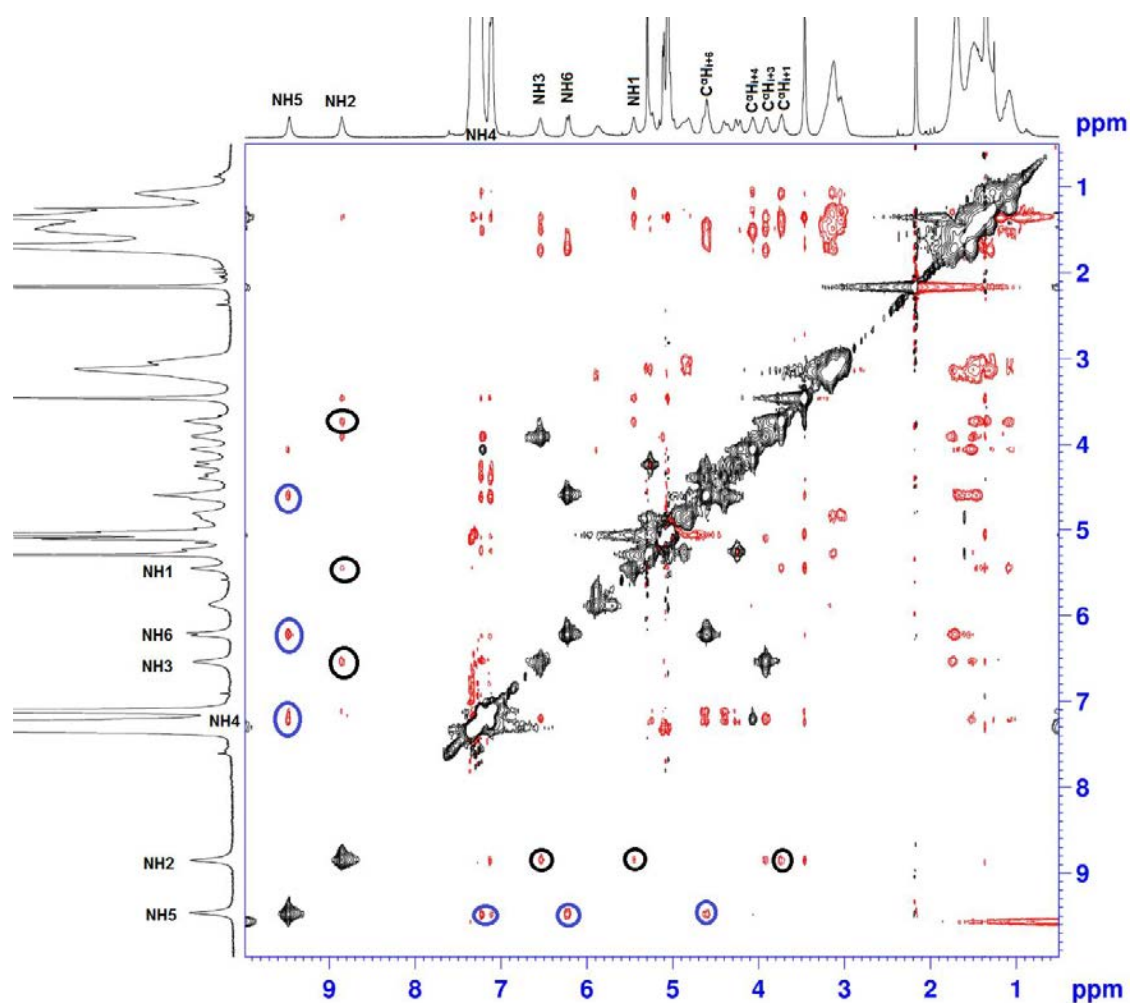 NH5
NH2
NH3
NH6
NH1
CαHi+6
CαHi+4
CαHi+3
CαHi+1
NH4
ppm
1
2
3
4
5
6
7
8
9
NH1
NH6
NH3
NH4
NH2
NH5
9 8 7 6 5 4 3 2 1 ppm